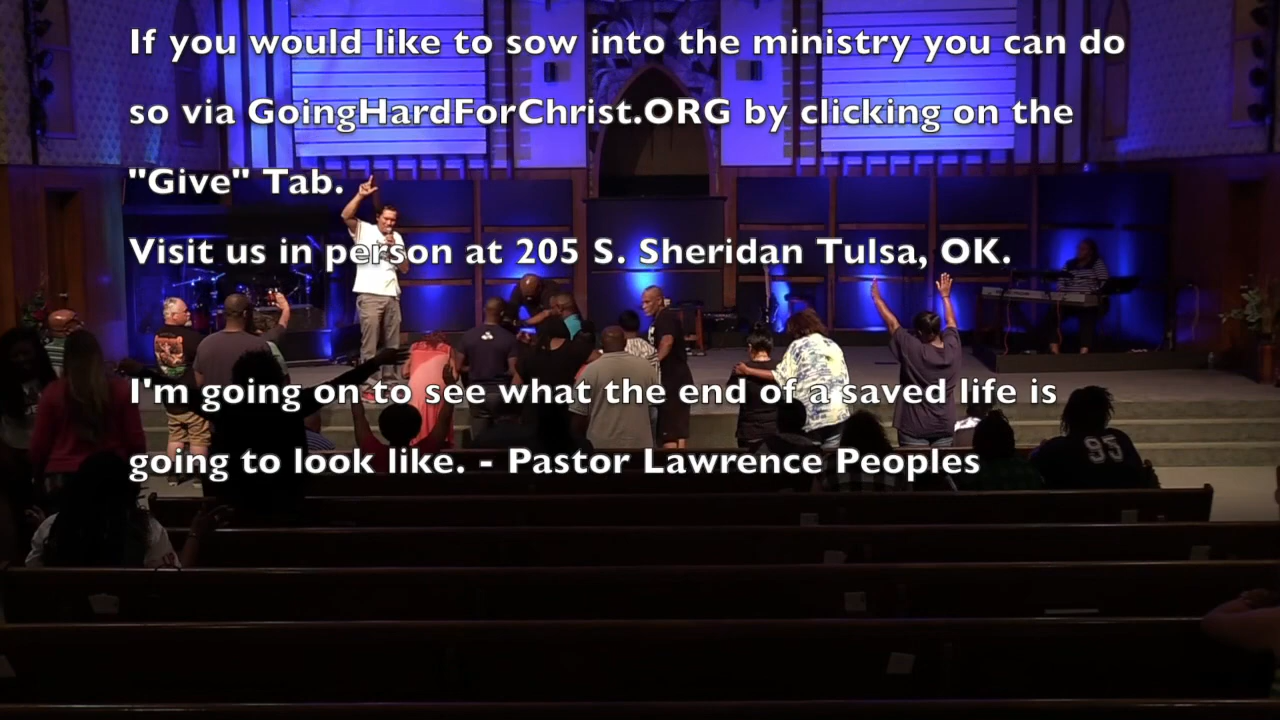 If you would like to sow into the ministry you can do
so via GoingHardForChrist.ORG by clicking on the
"Give" Tab.
Visit us in person at 205 S. Sheridan Tulsa, OK.
I'm going on to see what the end of a saved life is
going to look like. - Pastor Lawrence Peoples
95